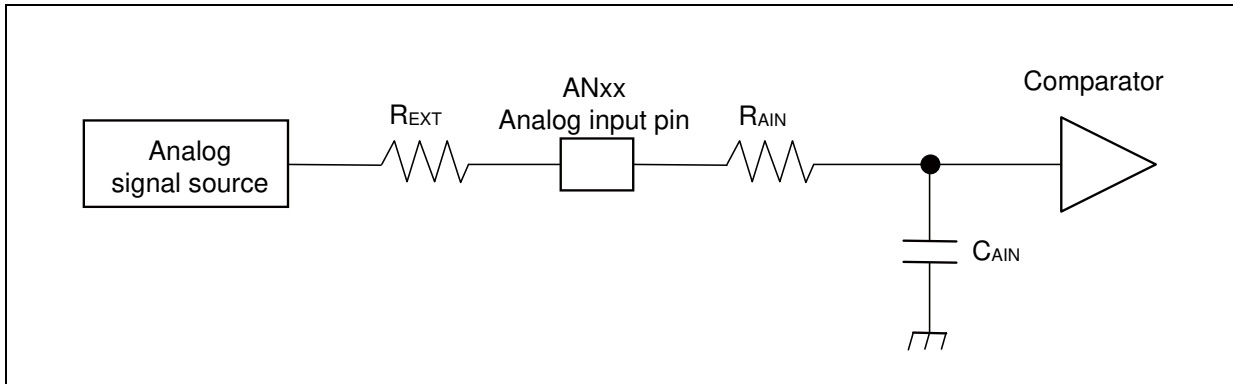 Analog
signal source
REXT
ANxx
Analog input pin
RAIN
Comparator
CAIN